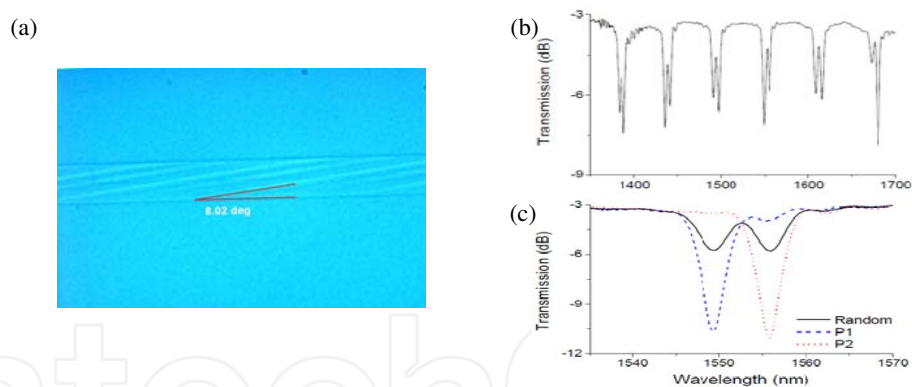 (a)
8.02 deg
(b)
Transmission (dB)
-3
-6
-9
1400
1500
1600
1700
(c)
Transmission (dB)
-3
-6
-9
-12
Random
P1
P2
1540
1550
1560
1570
Wavelength (nm)